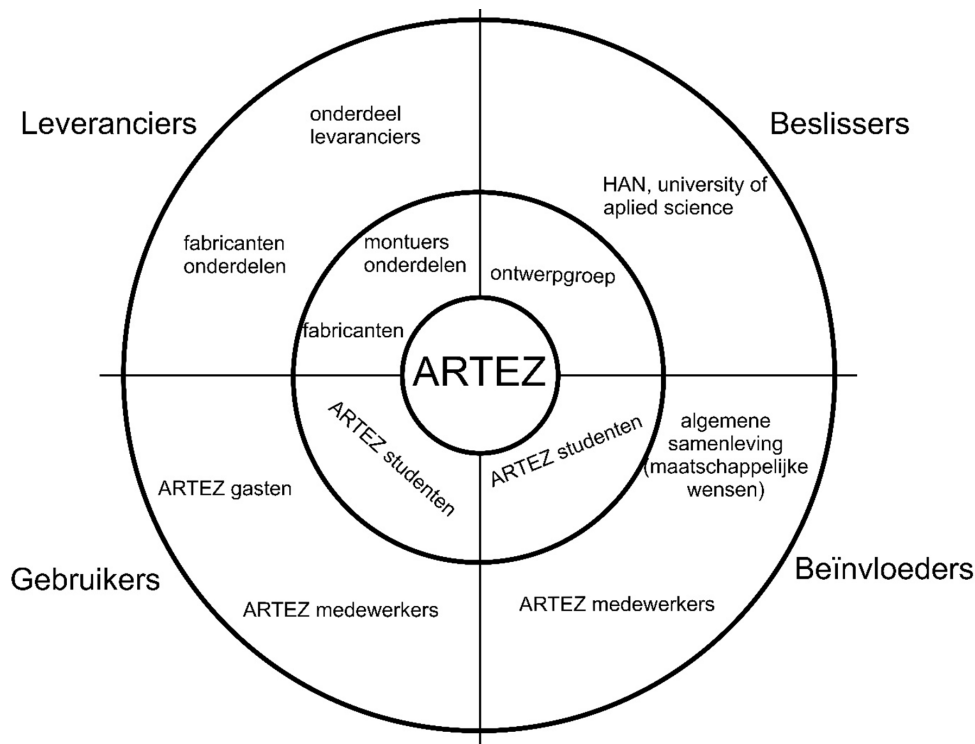 Leveranciers
onderdeel
levaranciers
fabricanten
onderdelen
montuers
onderdelen
fabricanten
Beslissers
HAN, university of
aplied science
ontwerpgroep
ARTEZ
Gebruikers
ARTEZ studenten
ARTEZ gasten
ARTEZ medewerkers
Beïnvloeders
ARTEZ studenten
algemene
samenleving
(maatschappelijke
wensen)
ARTEZ medewerkers